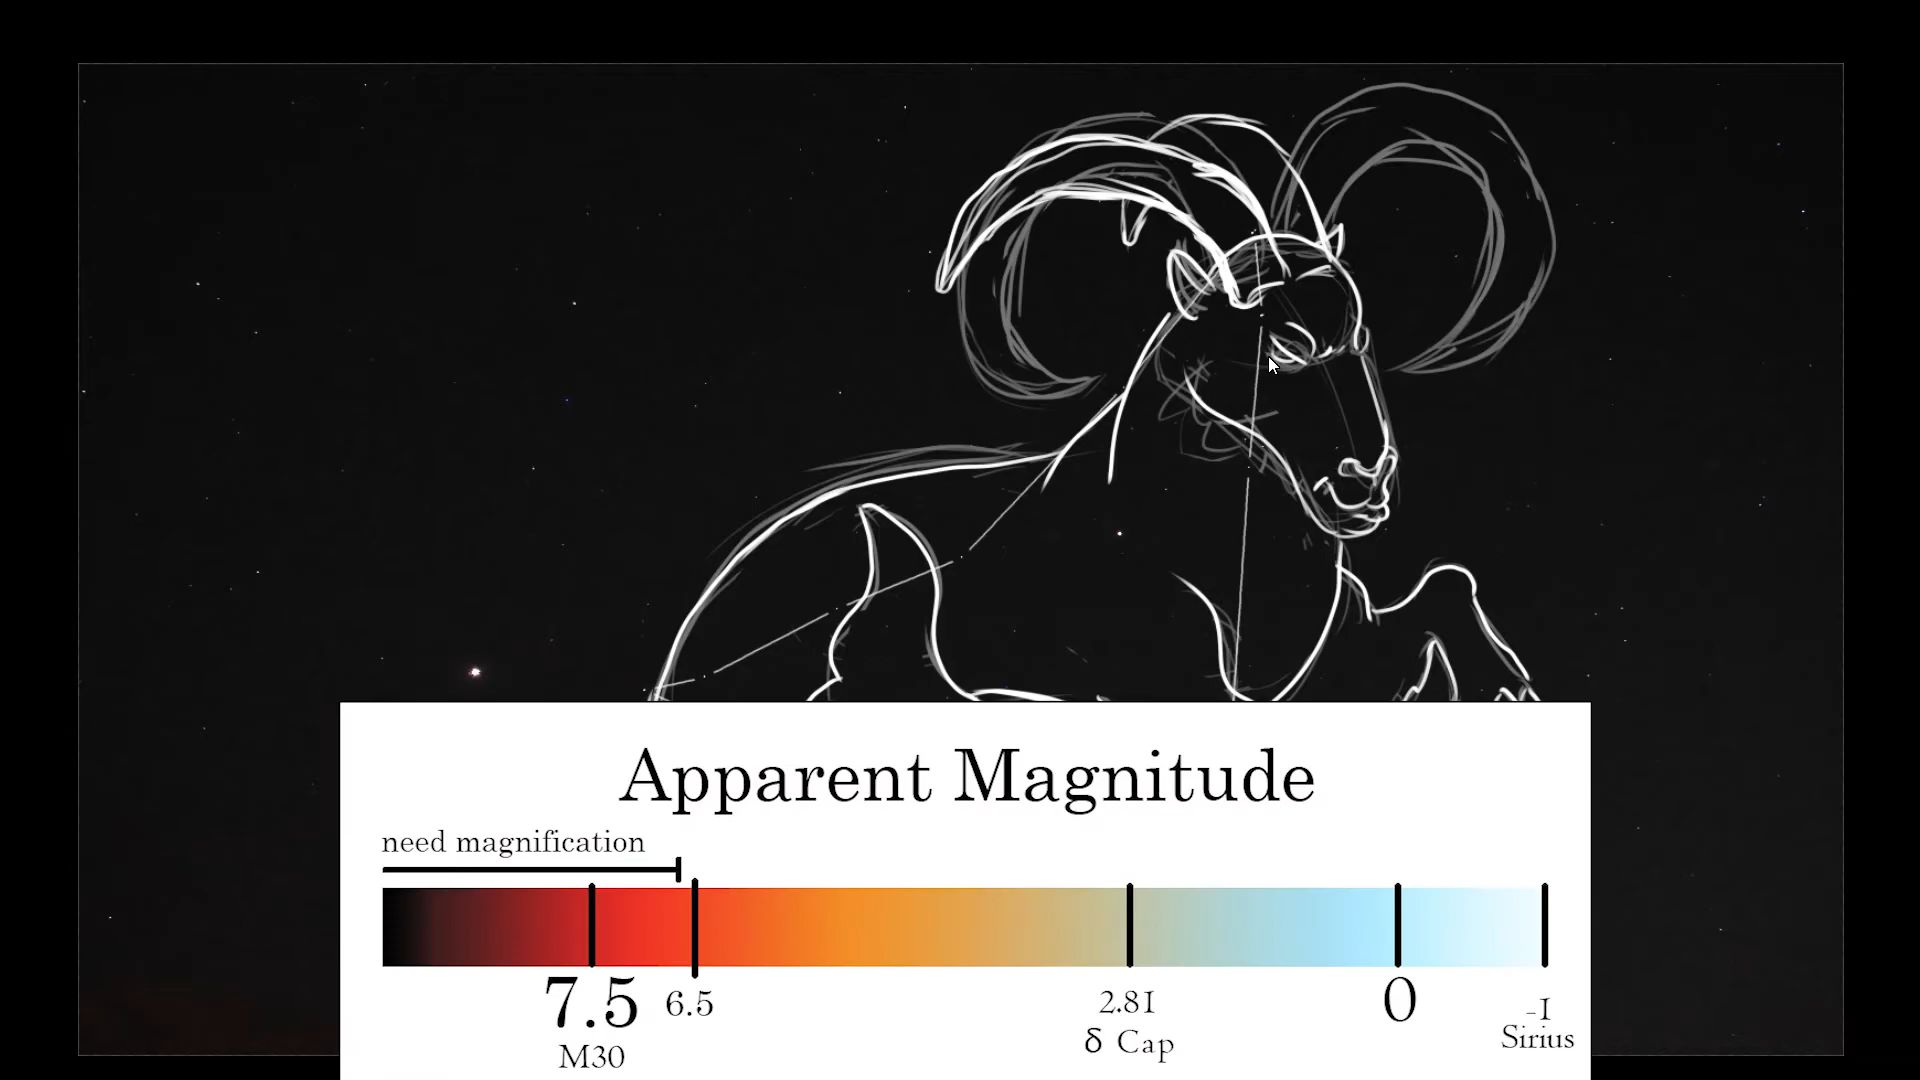 Apparent Magnitude
need magnification
7.5 6.5 2.81 0 -1
M30 δ Cap Sirius